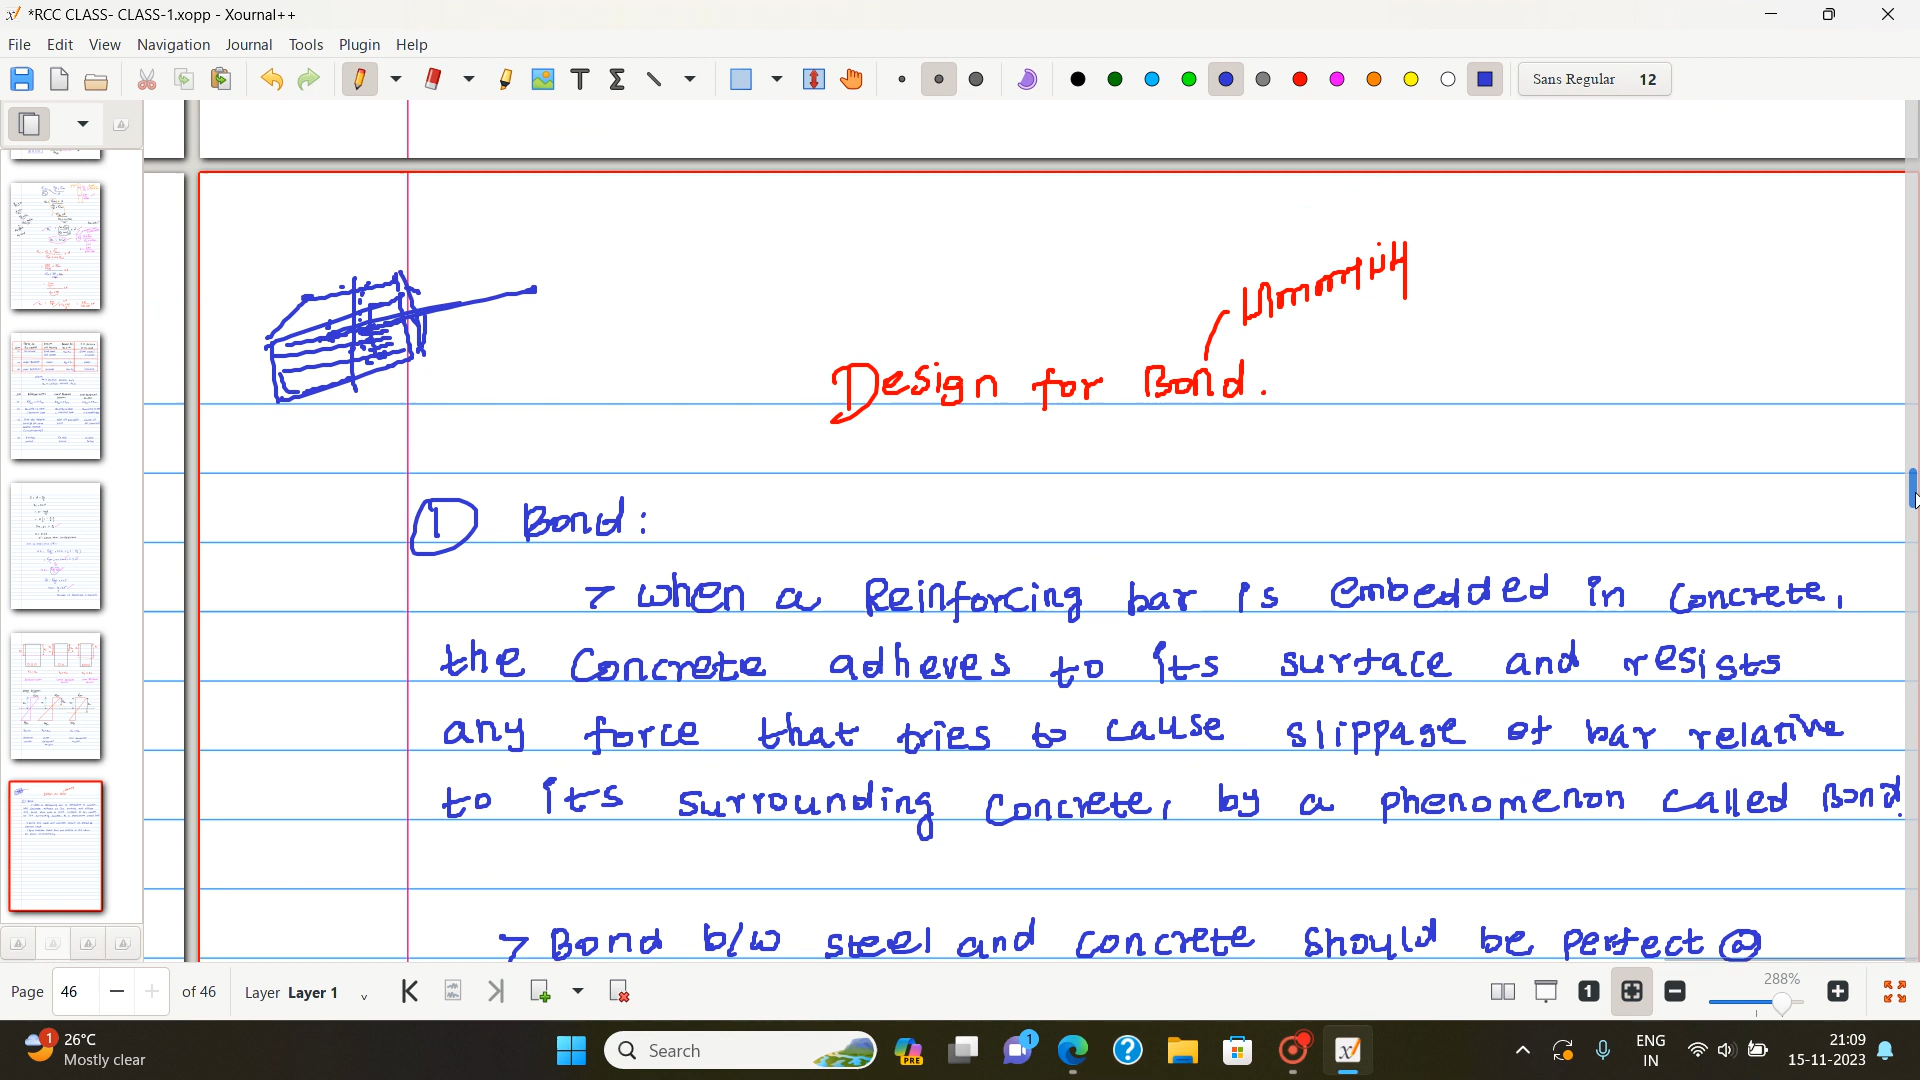 *RCC CLASS- CLASS-1.xopp - Xournal++
File Edit View Navigation Journal Tools Plugin Help
Sans Regular 12
Design for Bond.
① Bond:
> when a Reinforcing bar is embedded in concrete,
the Concrete adheves to its surface and resists
any force that tries to cause slippage of bar relative
to its surrounding concrete, by a phenomenon called Bond.
> Bond b/w steel and concrete should be perfect @
Page 46 of 46 Layer Layer 1 288%
1
26°C
Mostly clear
Search
PRE
1
ENG
IN
21:09
15-11-2023